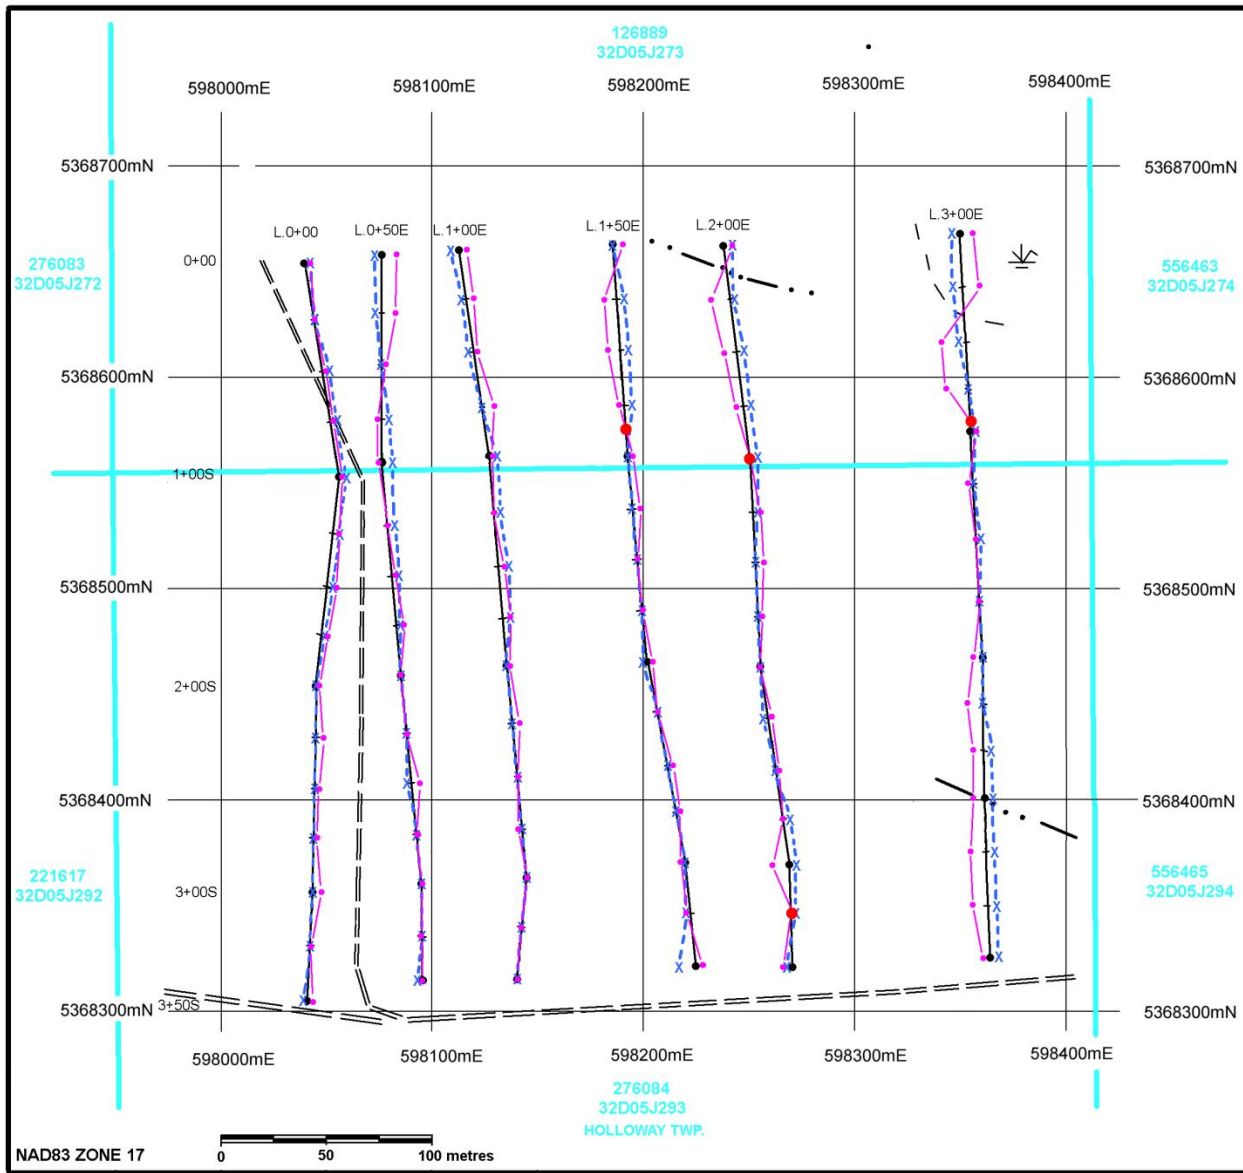 126889
32D05J273
598000mE
598100mE
598200mE
598300mE
598400mE
5368700mN
5368700mN
L.0+00
L.0+50E
L.1+00E
L.1+50E
L.2+00E
L.3+00E
0+00
276083
32D05J272
556463
32D05J274
5368600mN
5368600mN
1+00S
5368500mN
5368500mN
2+00S
5368400mN
5368400mN
221617
32D05J292
3+00S
556465
32D05J294
5368300mN
3+50S
5368300mN
598000mE
598100mE
598200mE
598300mE
598400mE
276084
32D05J293
HOLLOWAY TWP.
NAD83 ZONE 17
0
50
100 metres